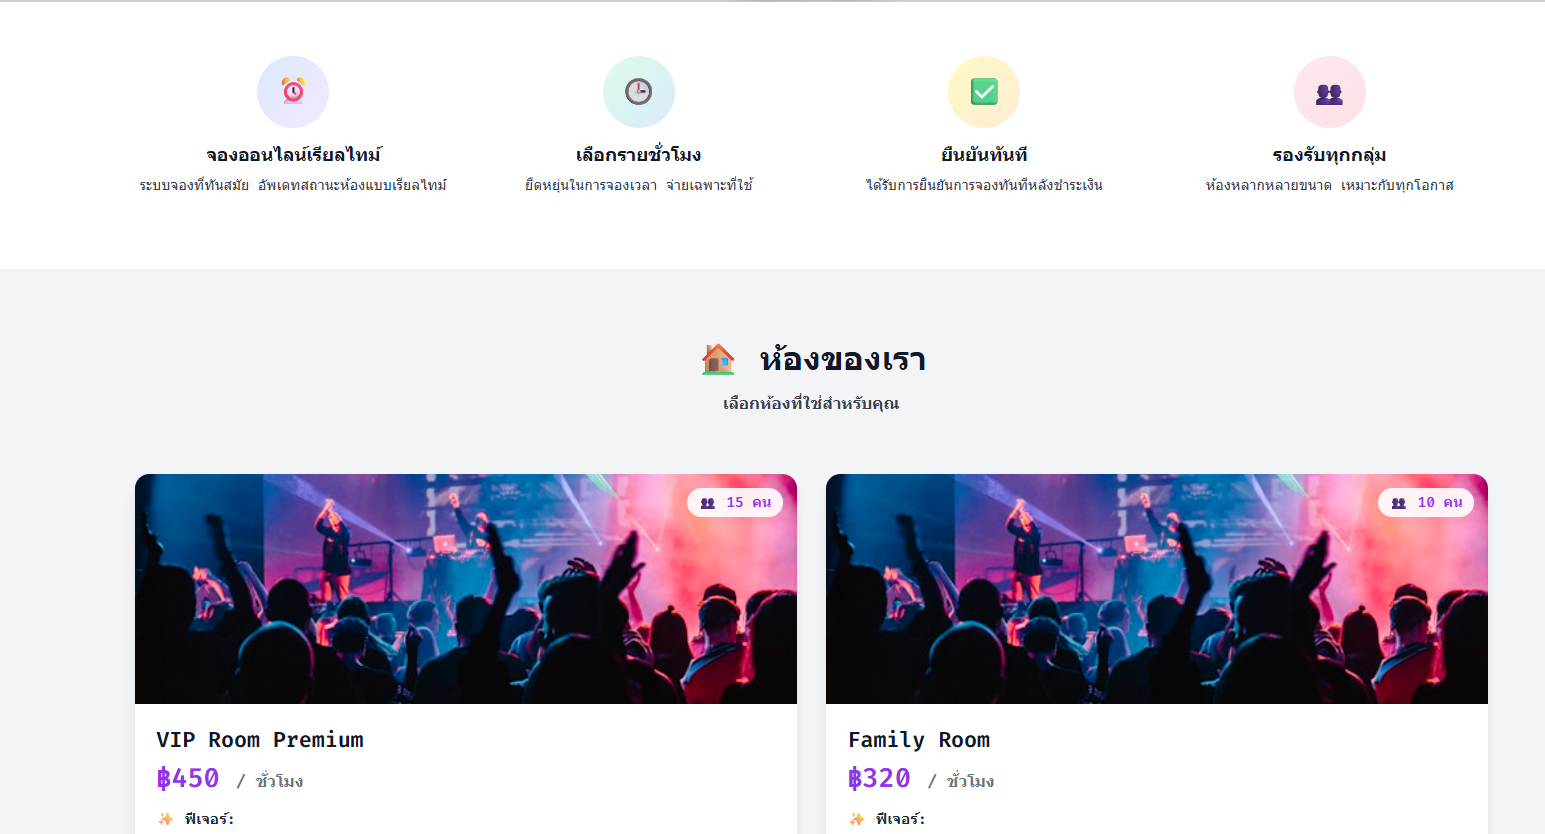 จองออนไลน์เรียลไทม์
ระบบจองที่ทันสมัย อัพเดทสถานะห้องแบบเรียลไทม์
เลือกรายชั่วโมง
ยืดหยุ่นในการจองเวลา จ่ายเฉพาะที่ใช้
ยืนยันทันที
ได้รับการยืนยันการจองทันทีหลังชำระเงิน
รองรับทุกกลุ่ม
ห้องหลากหลายขนาด เหมาะกับทุกโอกาส
🏠 ห้องของเรา
เลือกห้องที่ใช่สำหรับคุณ
👥 15 คน
VIP Room Premium
฿450 / ชั่วโมง
✨ ฟีเจอร์:
👥 10 คน
Family Room
฿320 / ชั่วโมง
✨ ฟีเจอร์: